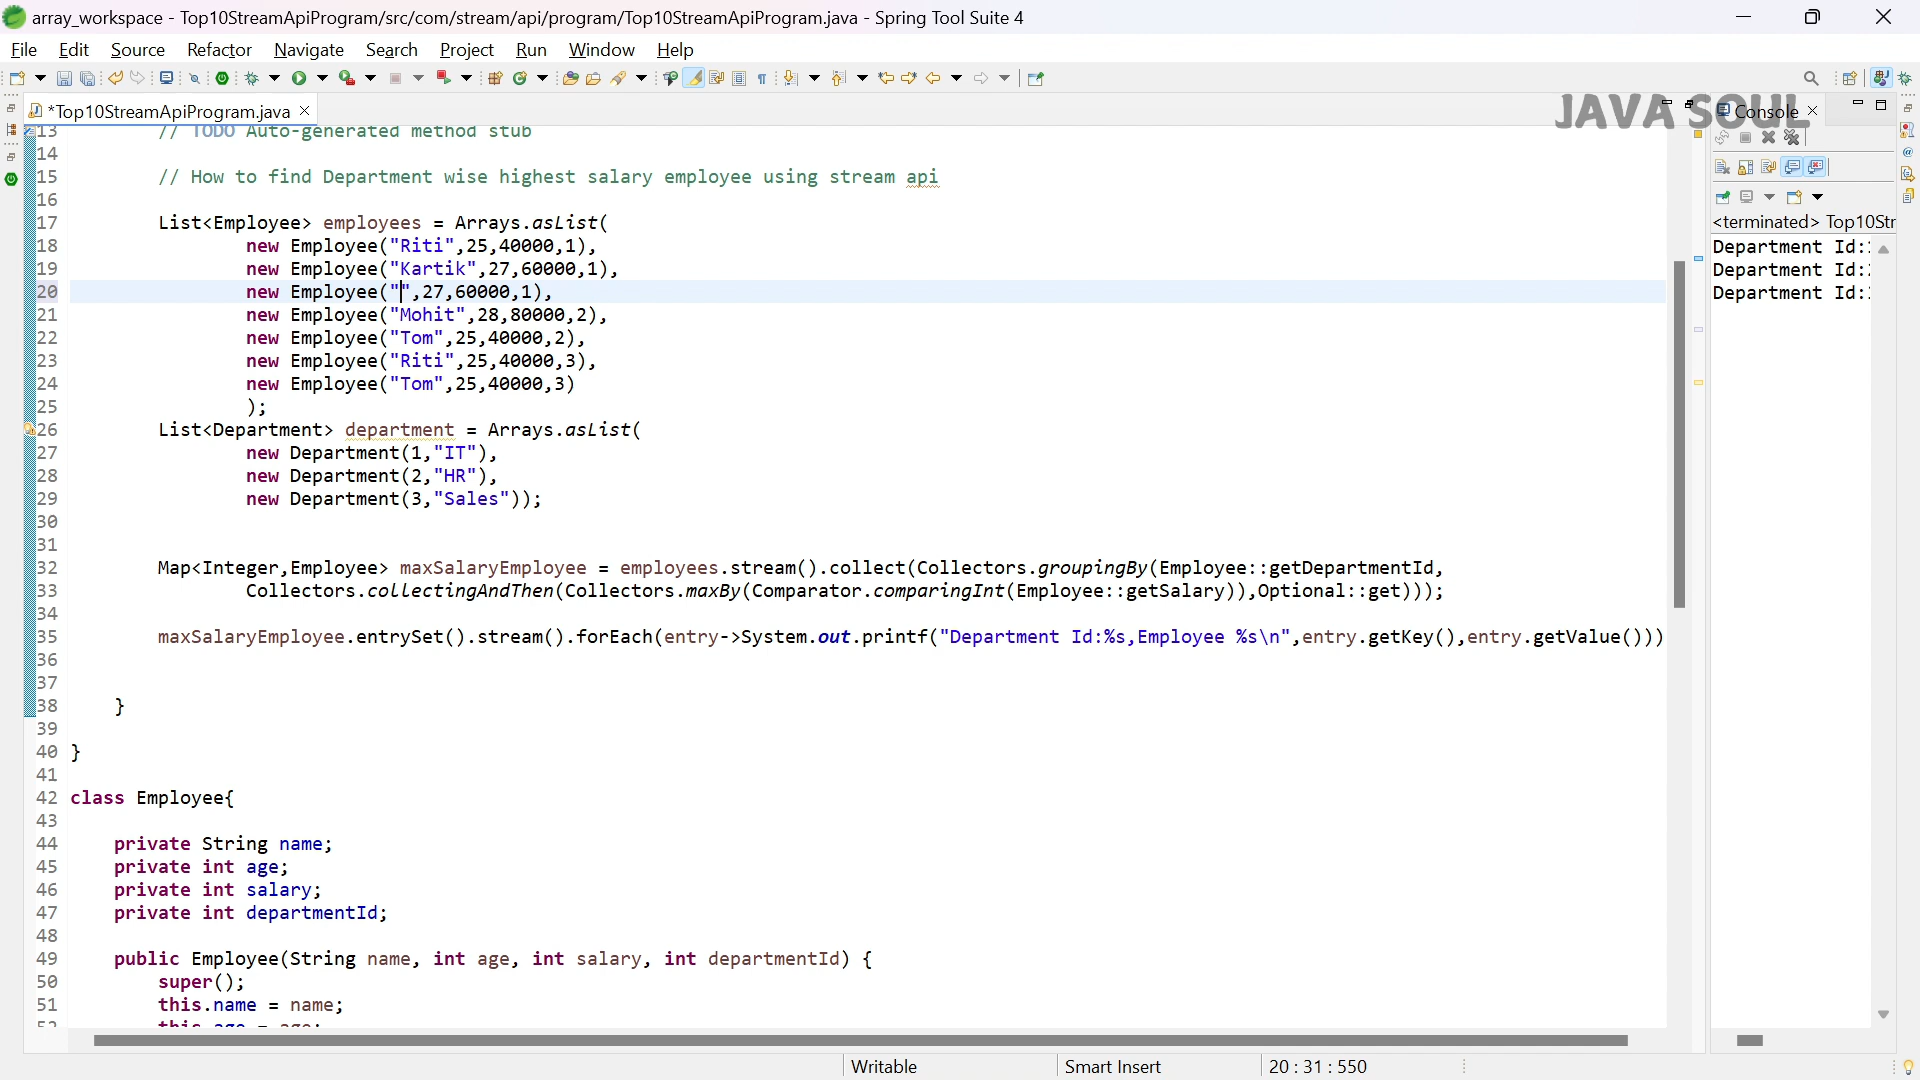 array_workspace - Top10StreamApiProgram/src/com/stream/api/program/Top10StreamApiProgram.java - Spring Tool Suite 4
File Edit Source Refactor Navigate Search Project Run Window Help
*Top10StreamApiProgram.java
JAVA SOUL
Console
13 // TODO Auto-generated method stub
14
15 // How to find Department wise highest salary employee using stream api
16
17 List<Employee> employees = Arrays.asList(
18 new Employee("Riti",25,40000,1),
19 new Employee("Kartik",27,60000,1),
20 new Employee("",27,60000,1),
21 new Employee("Mohit",28,80000,2),
22 new Employee("Tom",25,40000,2),
23 new Employee("Riti",25,40000,3),
24 new Employee("Tom",25,40000,3)
25 );
26 List<Department> department = Arrays.asList(
27 new Department(1,"IT"),
28 new Department(2,"HR"),
29 new Department(3,"Sales"));
30
31
32 Map<Integer,Employee> maxSalaryEmployee = employees.stream().collect(Collectors.groupingBy(Employee::getDepartmentId,
33 Collectors.collectingAndThen(Collectors.maxBy(Comparator.comparingInt(Employee::getSalary)),Optional::get)));
34
35 maxSalaryEmployee.entrySet().stream().forEach(entry->System.out.printf("Department Id:%s,Employee %s\n",entry.getKey(),entry.getValue()))
36
37
38 }
39
40 }
41
42 class Employee{
43
44 private String name;
45 private int age;
46 private int salary;
47 private int departmentId;
48
49 public Employee(String name, int age, int salary, int departmentId) {
50 super();
51 this.name = name;
this.age = age;
<terminated> Top10Str
Department Id:
Department Id:
Department Id:
Writable Smart Insert 20 : 31 : 550